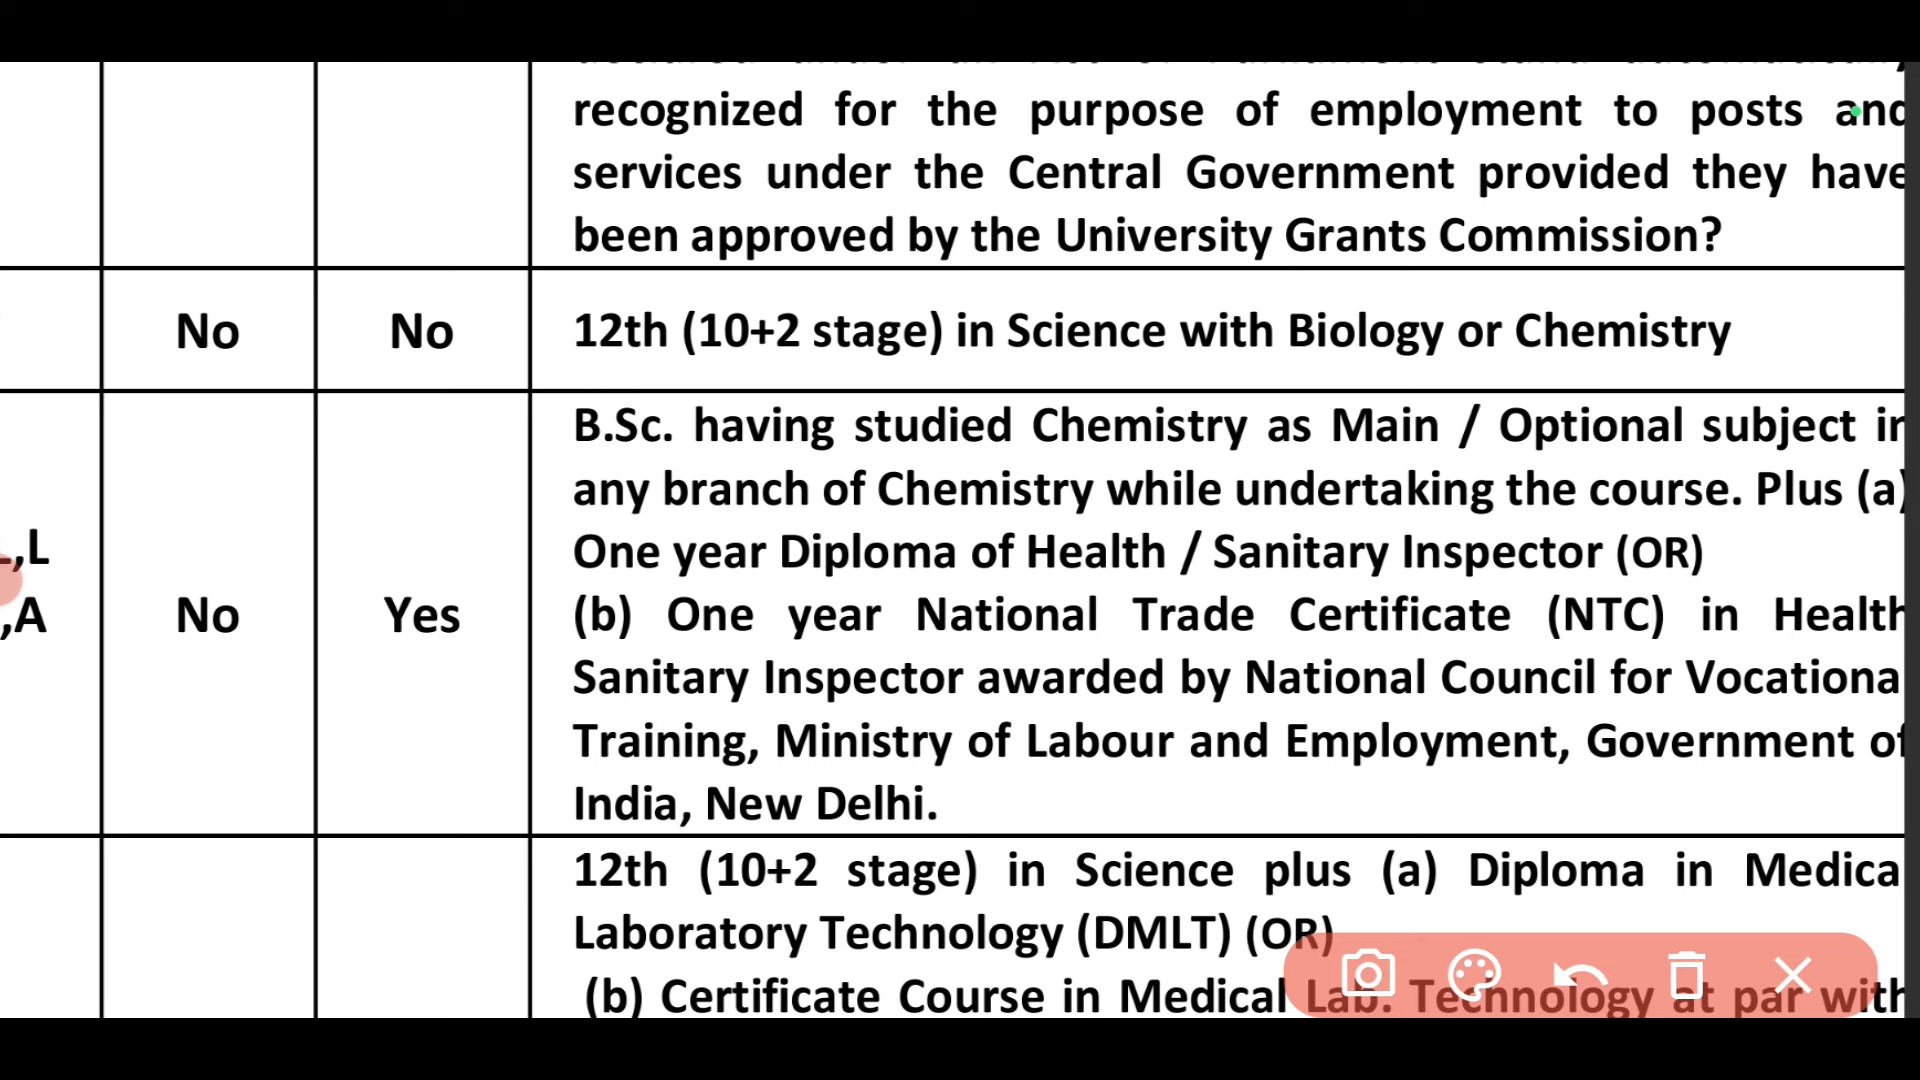 recognized for the purpose of employment to posts and
services under the Central Government provided they have
been approved by the University Grants Commission?
No No 12th (10+2 stage) in Science with Biology or Chemistry
B.Sc. having studied Chemistry as Main / Optional subject in
any branch of Chemistry while undertaking the course. Plus (a)
One year Diploma of Health / Sanitary Inspector (OR)
,L
,A
No Yes
(b) One year National Trade Certificate (NTC) in Health
Sanitary Inspector awarded by National Council for Vocationa
Training, Ministry of Labour and Employment, Government of
India, New Delhi.
12th (10+2 stage) in Science plus (a) Diploma in Medica
Laboratory Technology (DMLT) (OR)
(b) Certificate Course in Medical Lab. Technology at par with